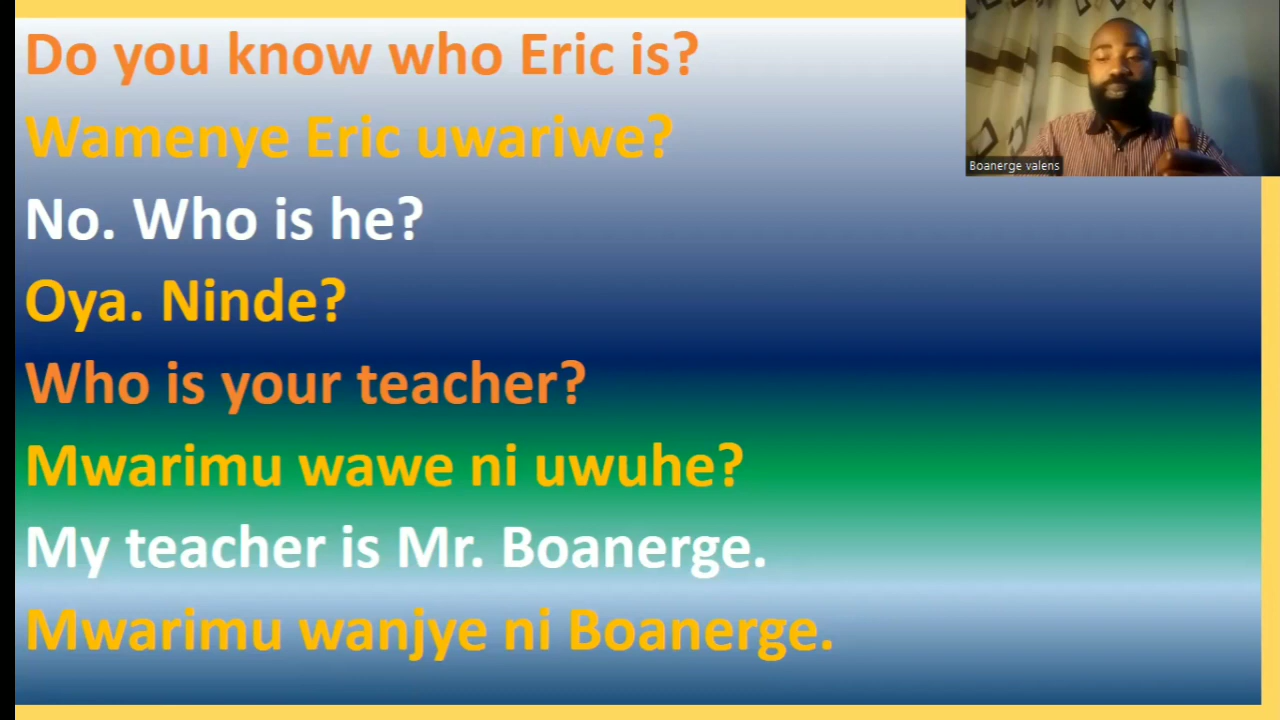 Do you know who Eric is?
Wamenye Eric uwariwe?
No. Who is he?
Oya. Ninde?
Who is your teacher?
Mwarimu wawe ni uwuhe?
My teacher is Mr. Boanerge.
Mwarimu wanjye ni Boanerge.
Boanerge valens